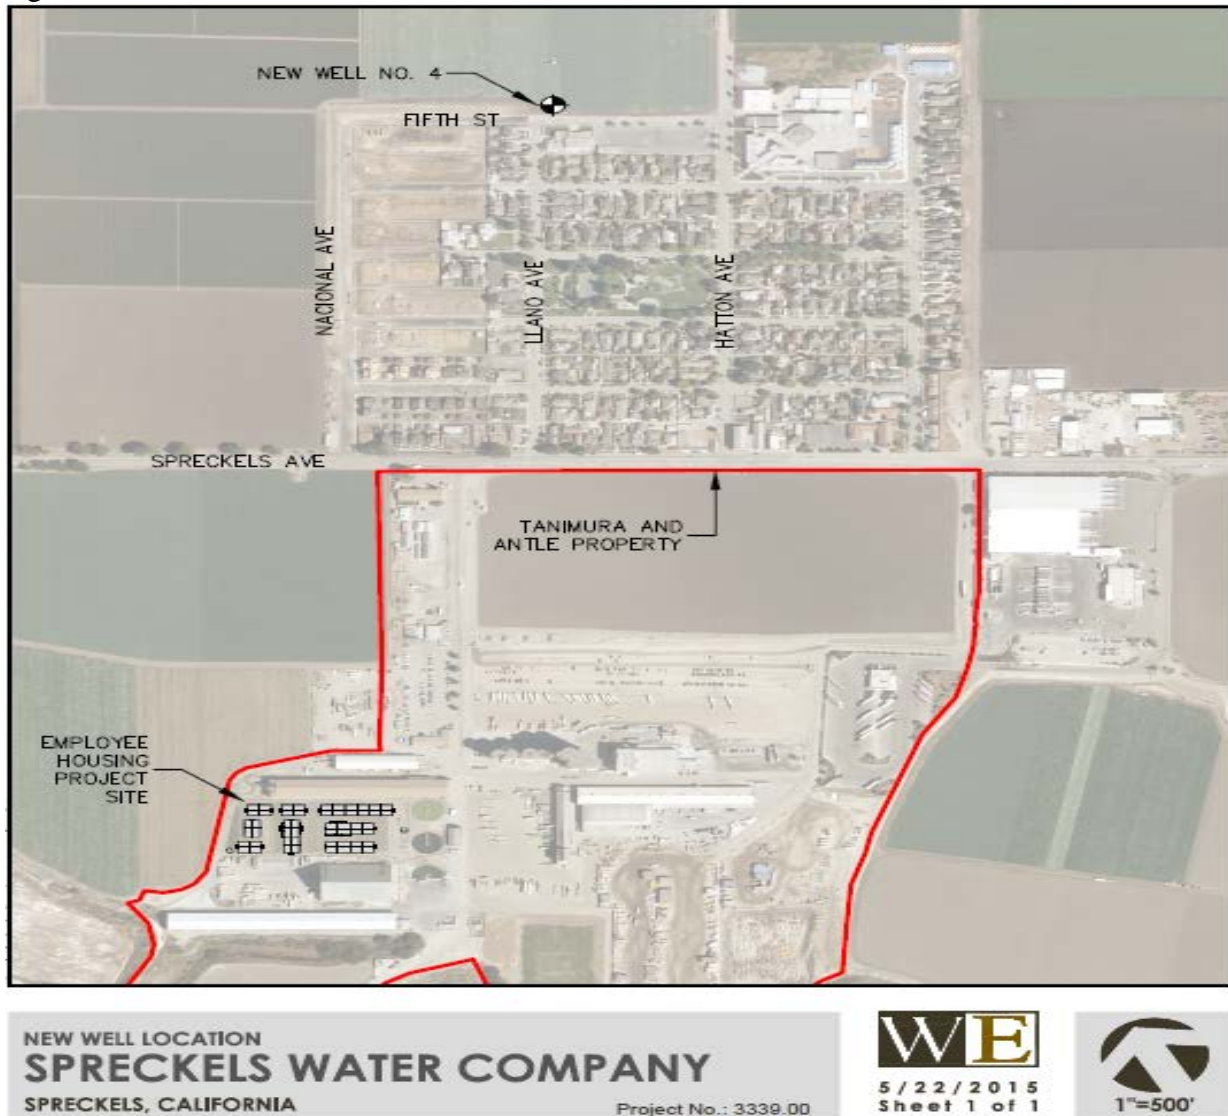 NEW WELL NO. 4
FIFTH ST
NACIONAL AVE
LLANO AVE
HATTON AVE
SPRECKELS AVE
TANIMURA AND
ANTLE PROPERTY
EMPLOYEE
HOUSING
PROJECT
SITE
NEW WELL LOCATION
SPRECKELS WATER COMPANY
SPRECKELS, CALIFORNIA
Project No.: 3339.00
WE
5/22/2015
Sheet 1 of 1
1"=500'